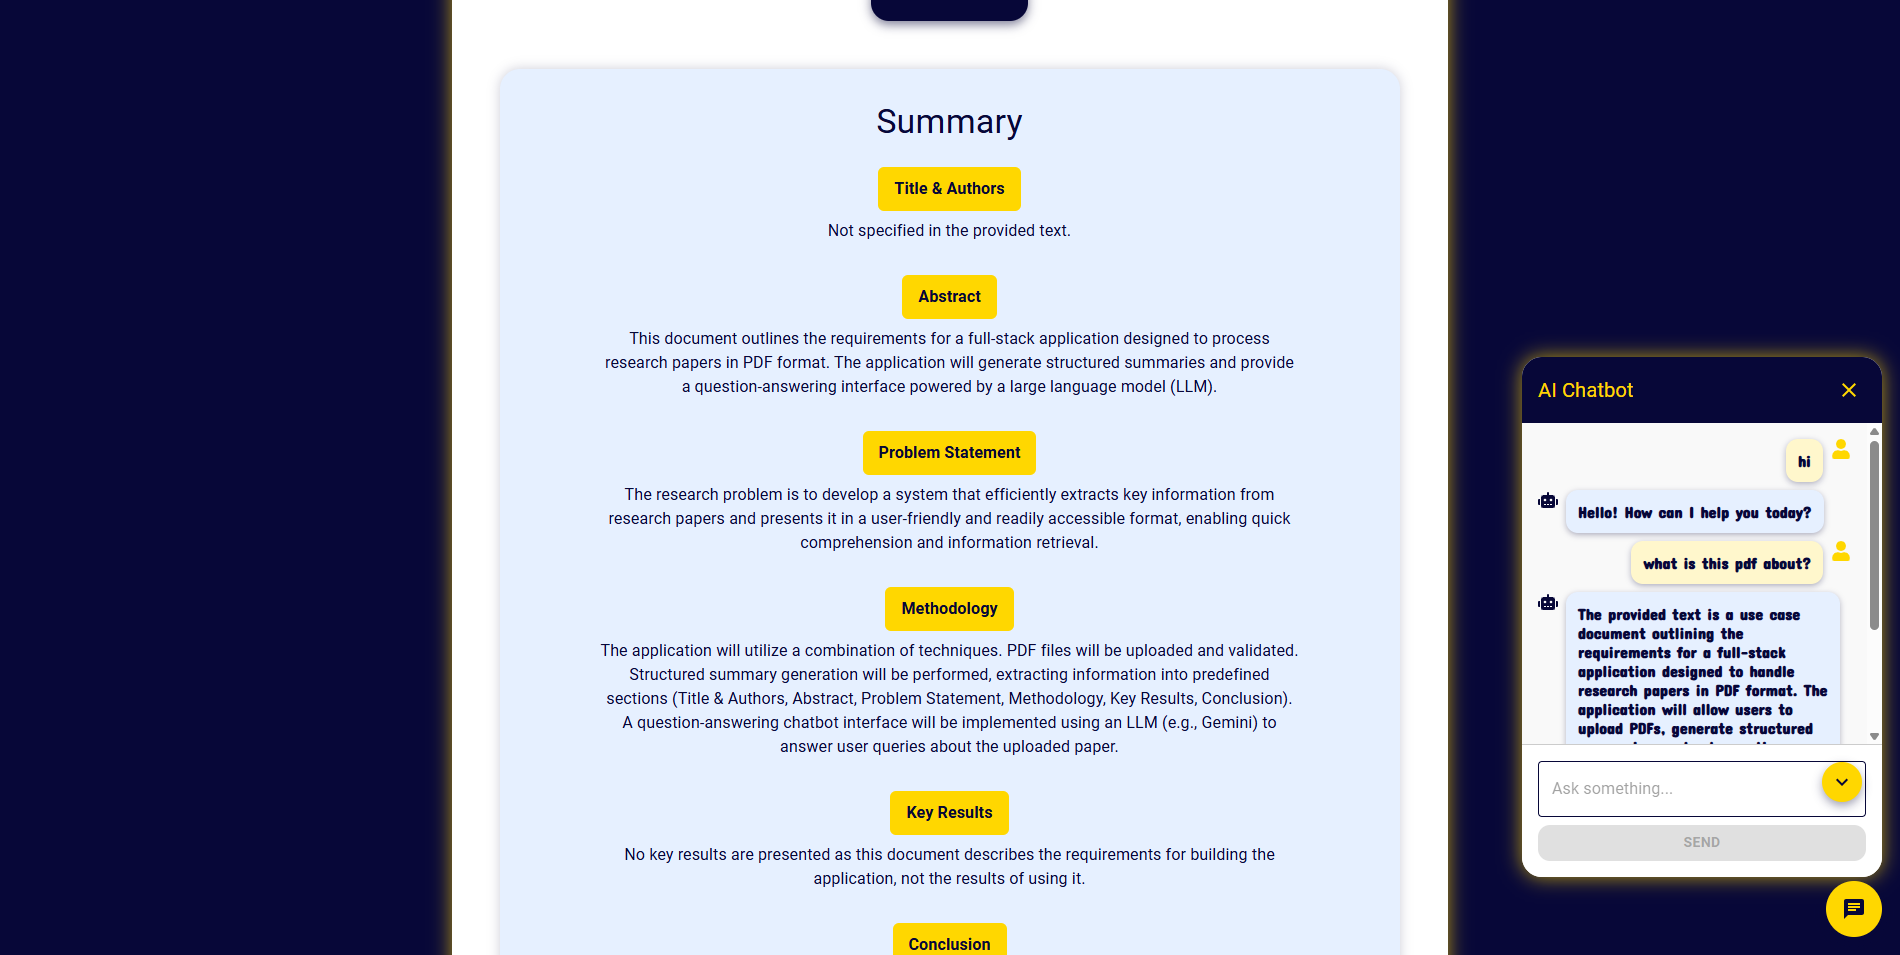 Summary
Title & Authors
Not specified in the provided text.
Abstract
This document outlines the requirements for a full-stack application designed to process
research papers in PDF format. The application will generate structured summaries and provide
a question-answering interface powered by a large language model (LLM).
Problem Statement
The research problem is to develop a system that efficiently extracts key information from
research papers and presents it in a user-friendly and readily accessible format, enabling quick
comprehension and information retrieval.
Methodology
The application will utilize a combination of techniques. PDF files will be uploaded and validated.
Structured summary generation will be performed, extracting information into predefined
sections (Title & Authors, Abstract, Problem Statement, Methodology, Key Results, Conclusion).
A question-answering chatbot interface will be implemented using an LLM (e.g., Gemini) to
answer user queries about the uploaded paper.
Key Results
No key results are presented as this document describes the requirements for building the
application, not the results of using it.
Conclusion
AI Chatbot
hi
Hello! How can I help you today?
what is this pdf about?
The provided text is a use case
document outlining the
requirements for a full-stack
application designed to handle
research papers in PDF format. The
application will allow users to
upload PDFs, generate structured
Ask something...
SEND